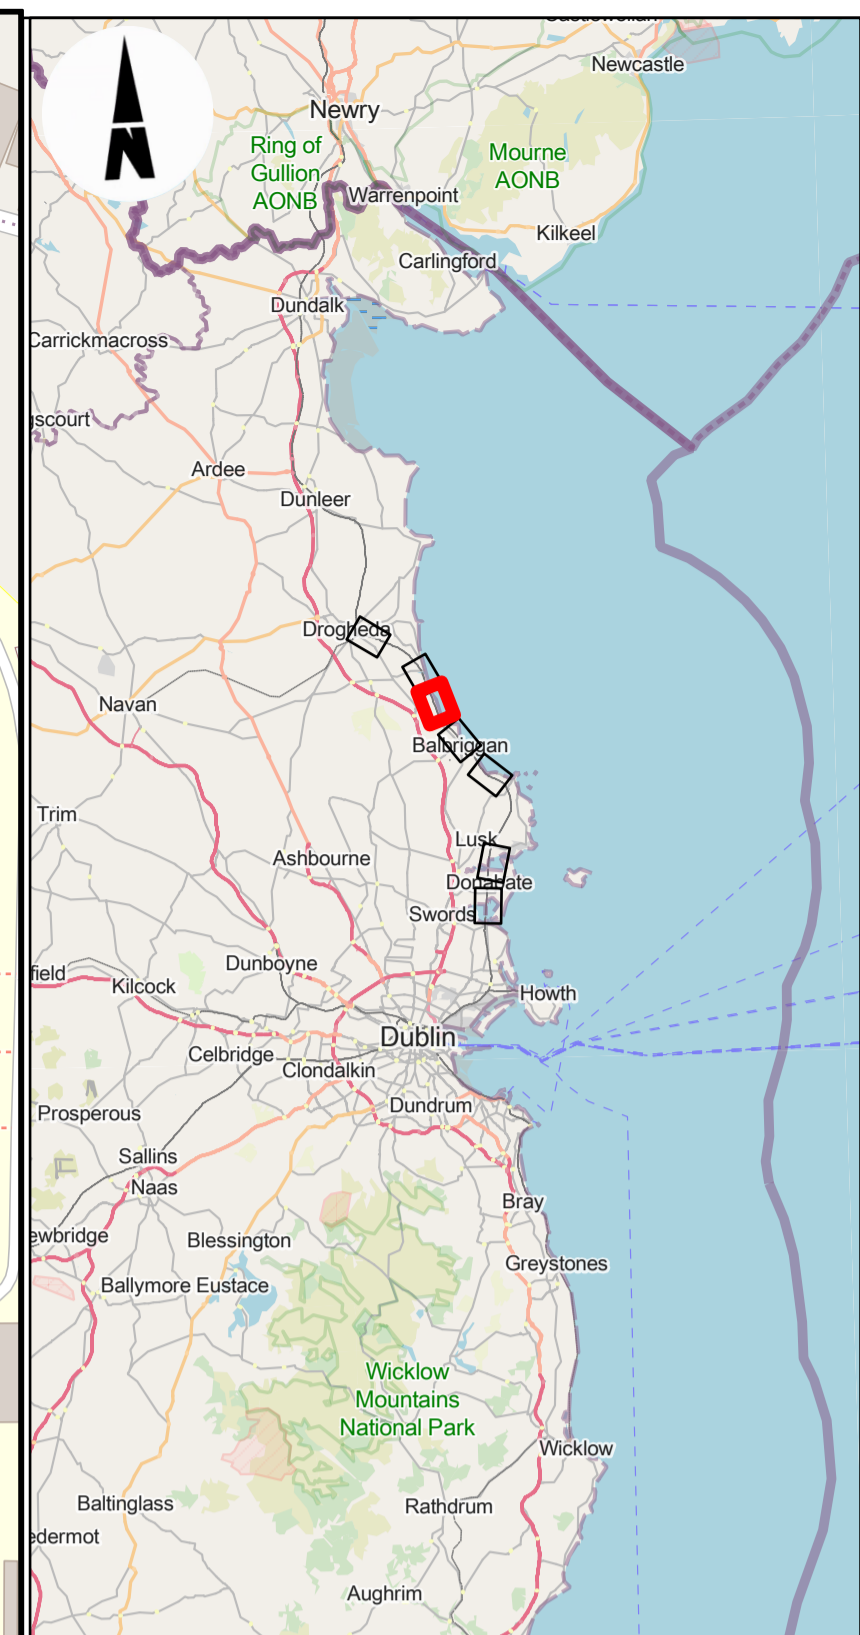 Newcastle
Newry
Ring of
Gullion
AONB
Mourne
AONB
Warrenpoint
Kilkeel
Carlingford
Dundalk
Carrickmacross
gscourt
Ardee
Dunleer
Drogheda
Navan
Balbriggan
Trim
Lusk
Ashbourne
Donabate
Swords
Dunboyne
field
Kilcock
Howth
Dublin
Celbridge
Clondalkin
Dundrum
Prosperous
Sallins
Naas
Bray
ewbridge
Blessington
Greystones
Ballymore Eustace
Wicklow
Mountains
National Park
Wicklow
Baltinglass
Rathdrum
edermot
Aughrim
N